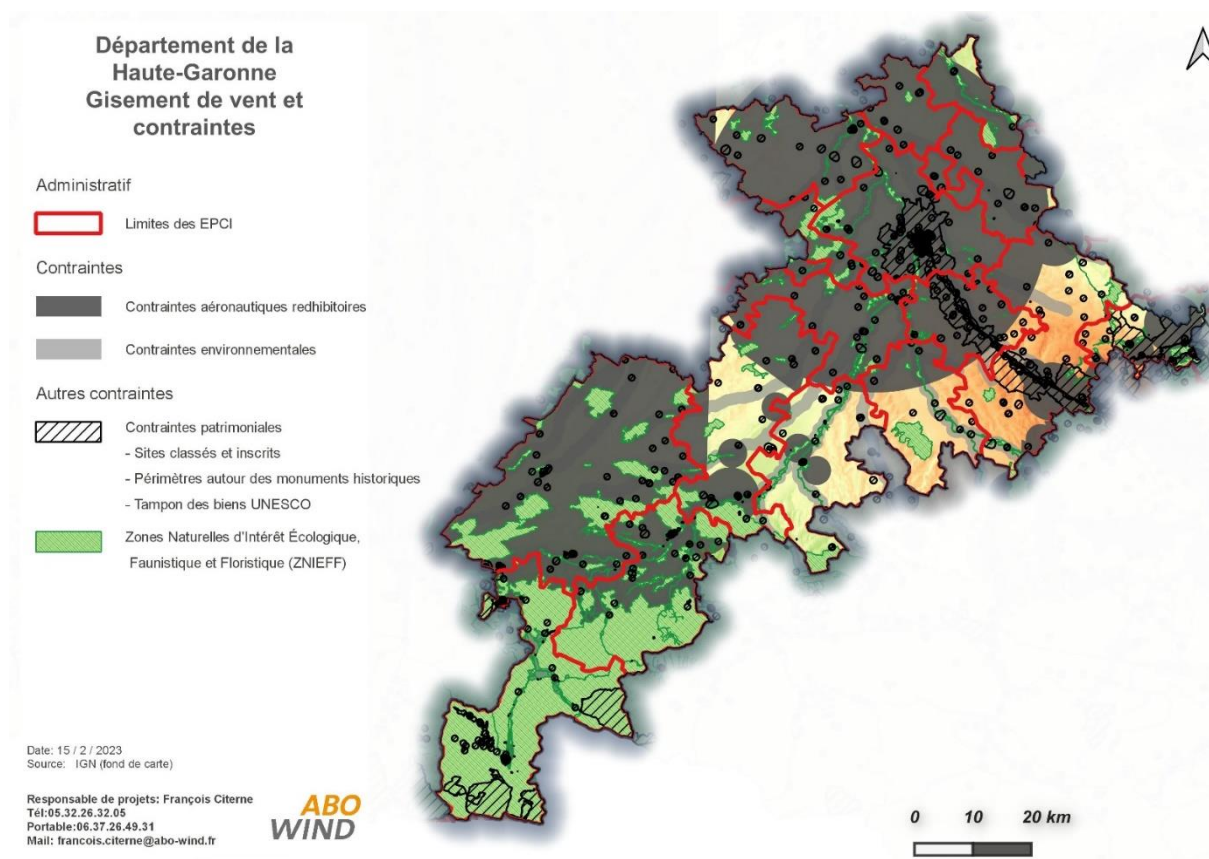 Département de la
Haute-Garonne
Gisement de vent et
contraintes
Administratif
Limites des EPCI
Contraintes
Contraintes aéronautiques redhibitoires
Contraintes environnementales
Autres contraintes
Contraintes patrimoniales
- Sites classés et inscrits
- Périmètres autour des monuments historiques
- Tampon des biens UNESCO
Zones Naturelles d'Intérêt Écologique,
Faunistique et Floristique (ZNIEFF)
Date: 15 / 2 / 2023
Source: IGN (fond de carte)
Responsable de projets: François Citerne
Tél:05.32.26.32.05
Portable:06.37.26.49.31
Mail: francois.citerne@abo-wind.fr
ABO
WIND
0 10 20 km